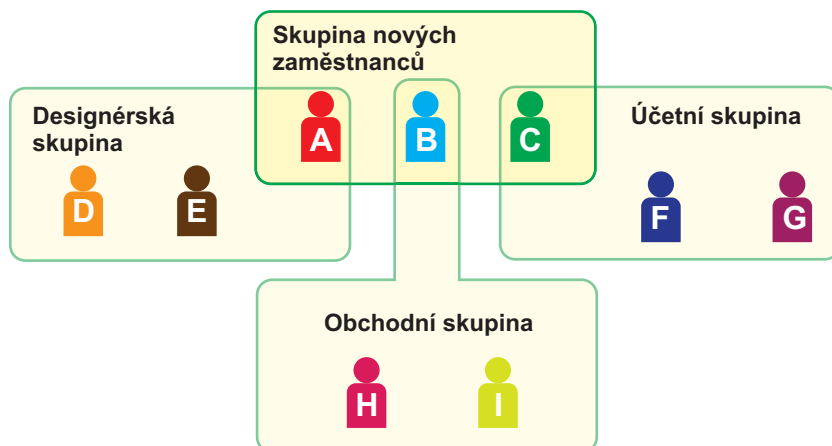 Skupina nových
zaměstnanců
Designérská
skupina
Účetní skupina
A
B
C
D
E
F
G
Obchodní skupina
H
I